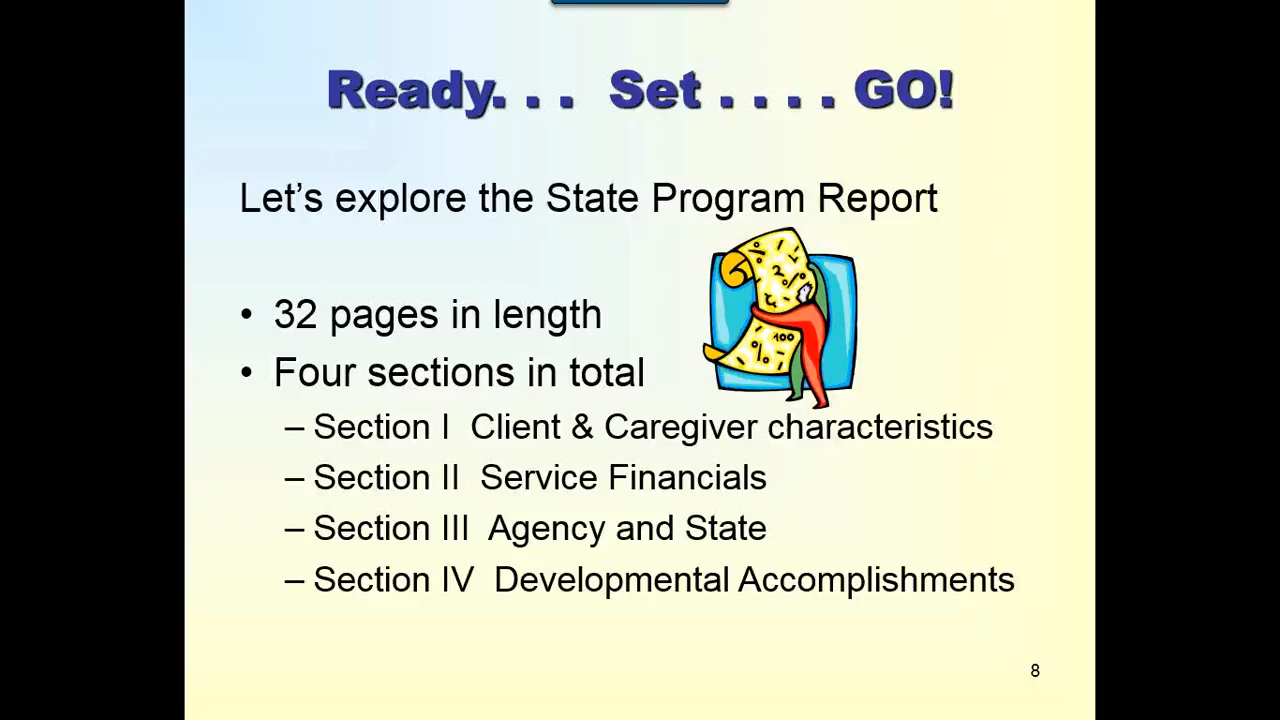 Ready. . .  Set . . . . GO!
Let’s explore the State Program Report
• 32 pages in length
• Four sections in total
– Section I  Client & Caregiver characteristics
– Section II  Service Financials
– Section III  Agency and State
– Section IV  Developmental Accomplishments
8